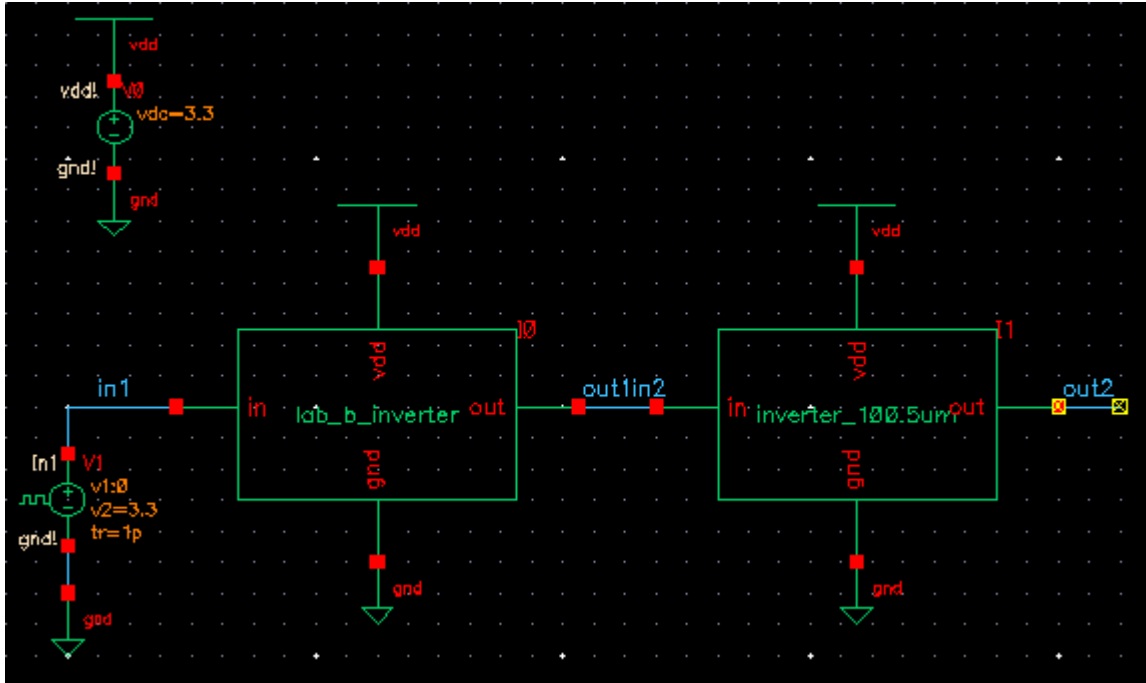 vdd
vdd! V0
vdc=3.3
gnd!
gnd
vdd
vdd
I0
I1
vdd
vdd
in1
out1in2
out2
in
lab_b_inverter
out
in
inverter_100.5um
out
gnd
gnd
In1 V1
v1:0
v2=3.3
gnd! tr=1p
gnd
gnd
gnd